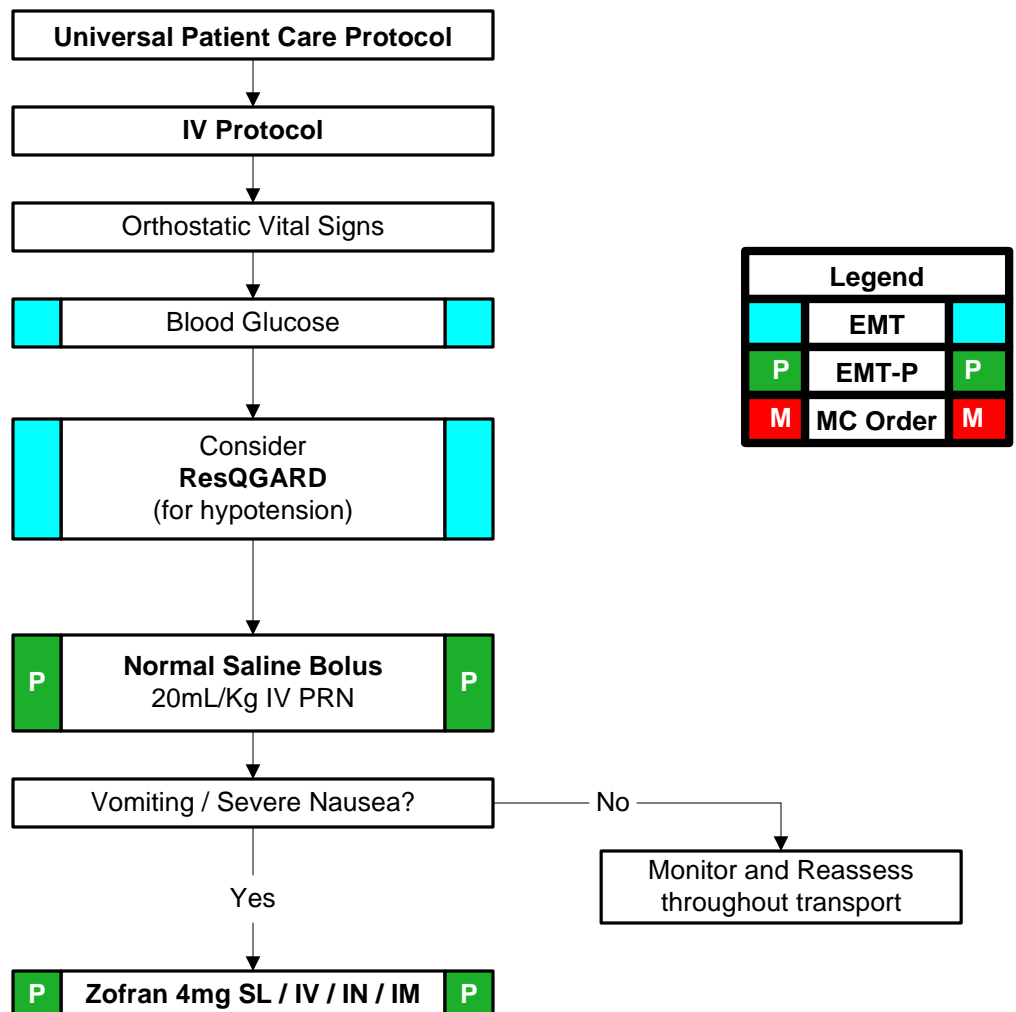 Universal Patient Care Protocol
IV Protocol
Orthostatic Vital Signs
Blood Glucose
Consider
ResQGARD
(for hypotension)
P
Normal Saline Bolus
20mL/Kg IV PRN
P
Vomiting / Severe Nausea?
No
Monitor and Reassess
throughout transport
Yes
P
Zofran 4mg SL / IV / IN / IM
P
Legend
EMT
P
EMT-P
P
M
MC Order
M